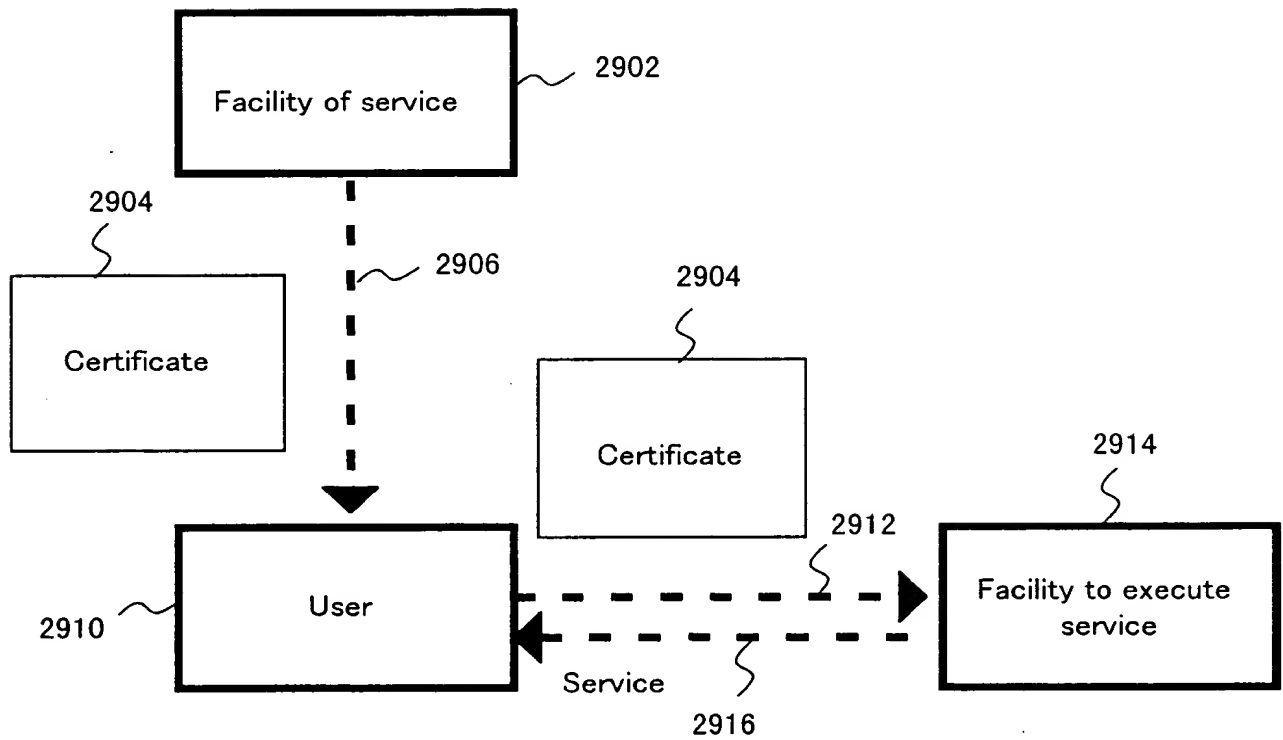 2902
Facility of service
2904
2906
Certificate
2904
Certificate
2914
2912
Facility to execute
service
User
2910
Service
2916